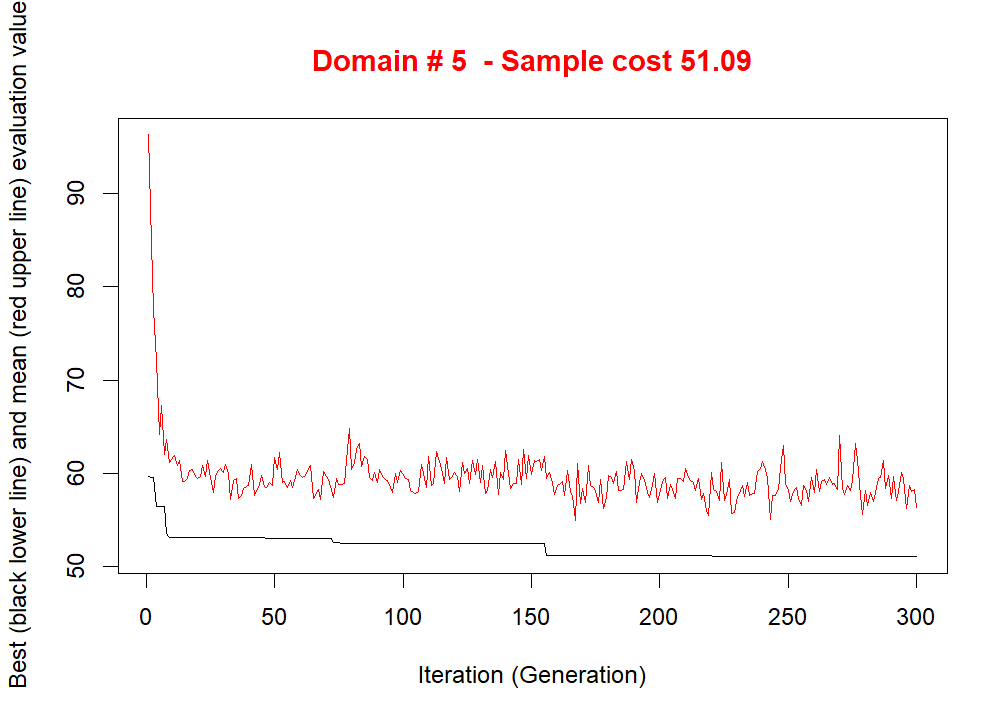 Domain # 5  - Sample cost 51.09
Best (black lower line) and mean (red upper line) evaluation value
90
80
70
60
50
0 50 100 150 200 250 300
Iteration (Generation)